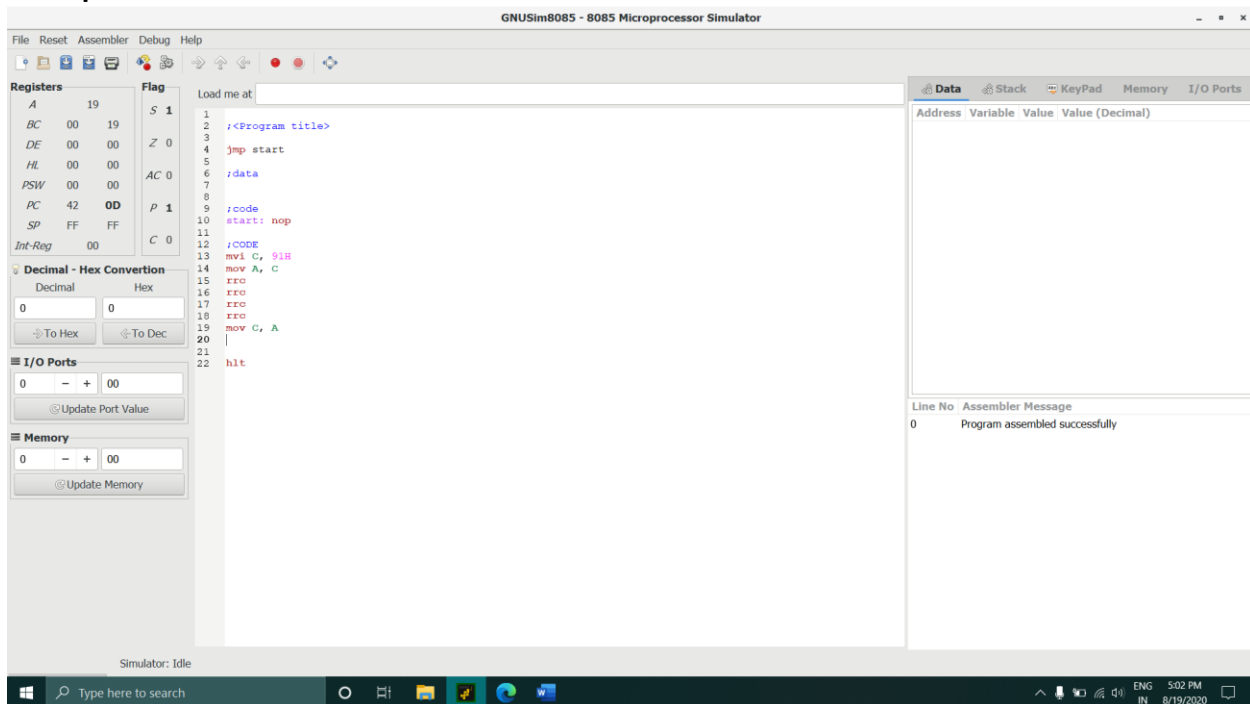 GNUSim8085 - 8085 Microprocessor Simulator
File Reset Assembler Debug Help
Registers
A 19
BC 00 19
DE 00 00
HL 00 00
PSW 00 00
PC 42 0D
SP FF FF
Int-Reg 00
Flag
S 1
Z 0
AC 0
P 1
C 0
Decimal - Hex Convertion
Decimal Hex
0 0
To Hex To Dec
I/O Ports
0 - + 00
Update Port Value
Memory
0 - + 00
Update Memory
Load me at
1
2 ;<Program title>
3
4 jmp start
5
6 ;data
7
8
9 ;code
10 start: nop
11
12 ;CODE
13 mvi C, 91H
14 mov A, C
15 rrc
16 rrc
17 rrc
18 rrc
19 mov C, A
20
21
22 hlt
Data Stack KeyPad Memory I/O Ports
Address Variable Value Value (Decimal)
Line No Assembler Message
0 Program assembled successfully
Simulator: Idle
Type here to search
ENG 5:02 PM
IN 8/19/2020